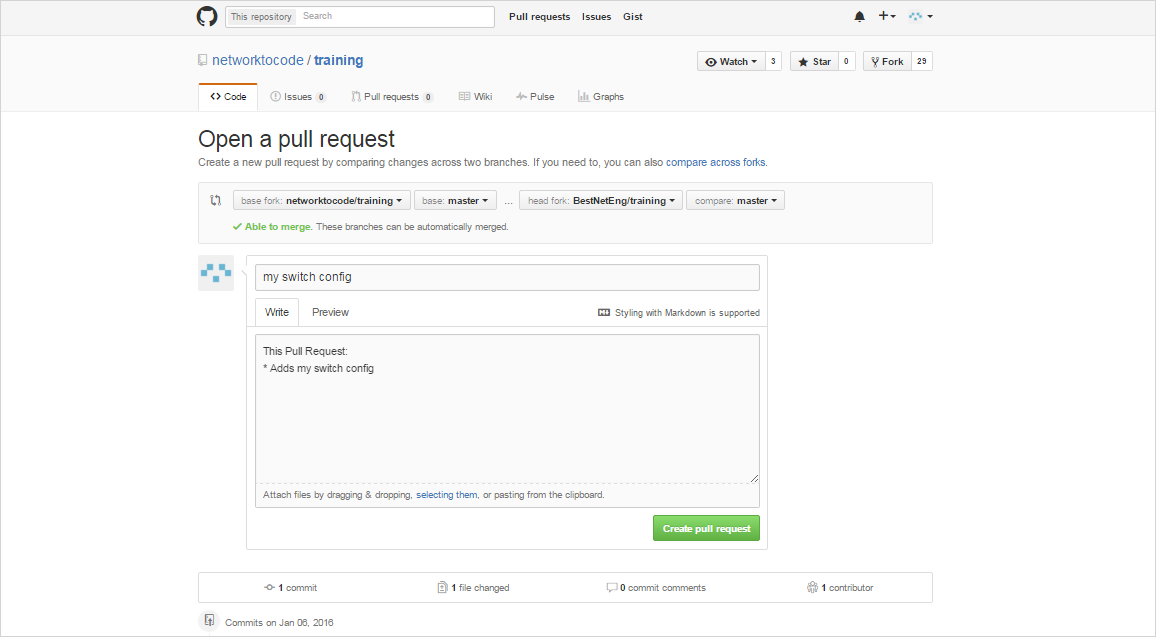 This repository Search Pull requests Issues Gist
networktocode / training Watch 3 Star 0 Fork 29
Code Issues 0 Pull requests 0 Wiki Pulse Graphs
Open a pull request
Create a new pull request by comparing changes across two branches. If you need to, you can also compare across forks.
base fork: networktocode/training base: master ... head fork: BestNetEng/training compare: master
Able to merge. These branches can be automatically merged.
my switch config
Write Preview Styling with Markdown is supported
This Pull Request:
* Adds my switch config
Attach files by dragging & dropping, selecting them, or pasting from the clipboard.
Create pull request
1 commit 1 file changed 0 commit comments 1 contributor
Commits on Jan 06, 2016